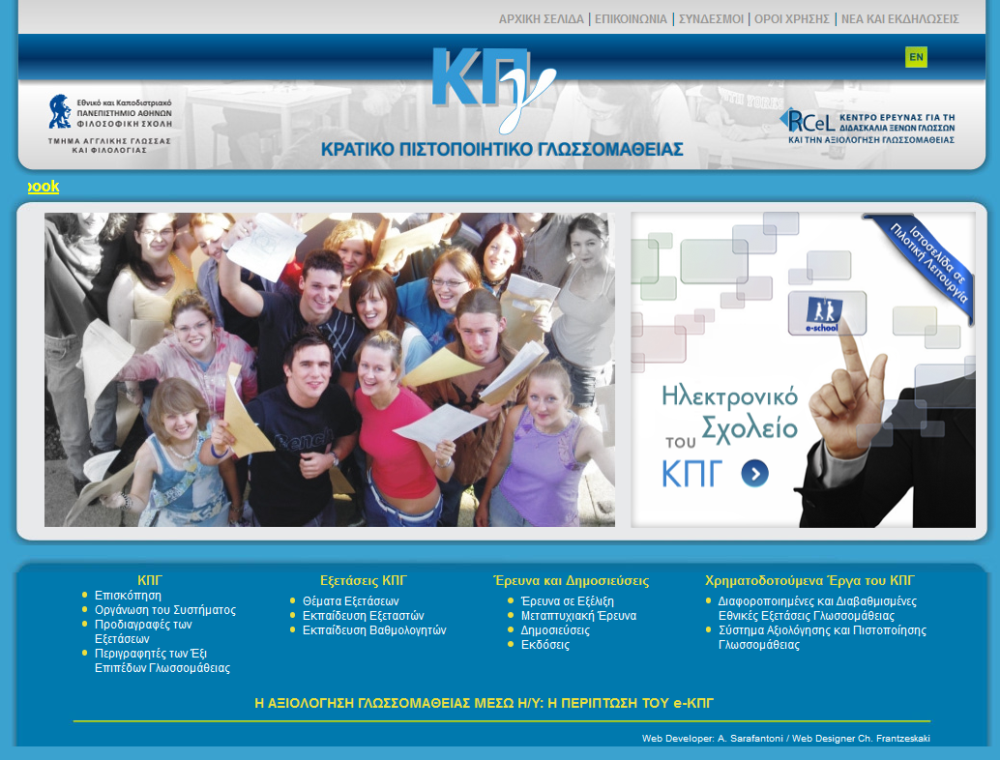 ΑΡΧΙΚΗ ΣΕΛΙΔΑ | ΕΠΙΚΟΙΝΩΝΙΑ | ΣΥΝΔΕΣΜΟΙ | ΟΡΟΙ ΧΡΗΣΗΣ | ΝΕΑ ΚΑΙ ΕΚΔΗΛΩΣΕΙΣ
EN
ΚΠγ
ΚΡΑΤΙΚΟ ΠΙΣΤΟΠΟΙΗΤΙΚΟ ΓΛΩΣΣΟΜΑΘΕΙΑΣ
Εθνικό και Καποδιστριακό
ΠΑΝΕΠΙΣΤΗΜΙΟ ΑΘΗΝΩΝ
ΦΙΛΟΣΟΦΙΚΗ ΣΧΟΛΗ
ΤΜΗΜΑ ΑΓΓΛΙΚΗΣ ΓΛΩΣΣΑΣ
ΚΑΙ ΦΙΛΟΛΟΓΙΑΣ
RCeL ΚΕΝΤΡΟ ΕΡΕΥΝΑΣ ΓΙΑ ΤΗ
ΔΙΔΑΣΚΑΛΙΑ ΞΕΝΩΝ ΓΛΩΣΣΩΝ
ΚΑΙ ΤΗΝ ΑΞΙΟΛΟΓΗΣΗ ΓΛΩΣΣΟΜΑΘΕΙΑΣ
book
Ιστοσελίδα σε
Πιλοτική Λειτουργία
e-school
Ηλεκτρονικό
Σχολείο
του
ΚΠΓ
ΚΠΓ
Επισκόπηση
Οργάνωση του Συστήματος
Προδιαγραφές των
Εξετάσεων
Περιγραφητές των Έξι
Επιπέδων Γλωσσομάθειας
Εξετάσεις ΚΠΓ
Θέματα Εξετάσεων
Εκπαίδευση Εξεταστών
Εκπαίδευση Βαθμολογητών
Έρευνα και Δημοσιεύσεις
Έρευνα σε Εξέλιξη
Μεταπτυχιακή Έρευνα
Δημοσιεύσεις
Εκδόσεις
Χρηματοδοτούμενα Έργα του ΚΠΓ
Διαφοροποιημένες και Διαβαθμισμένες
Εθνικές Εξετάσεις Γλωσσομάθειας
Σύστημα Αξιολόγησης και Πιστοποίησης
Γλωσσομάθειας
Η ΑΞΙΟΛΟΓΗΣΗ ΓΛΩΣΣΟΜΑΘΕΙΑΣ ΜΕΣΩ Η/Υ: Η ΠΕΡΙΠΤΩΣΗ ΤΟΥ e-ΚΠΓ
Web Developer: A. Sarafantoni / Web Designer Ch. Frantzeskaki